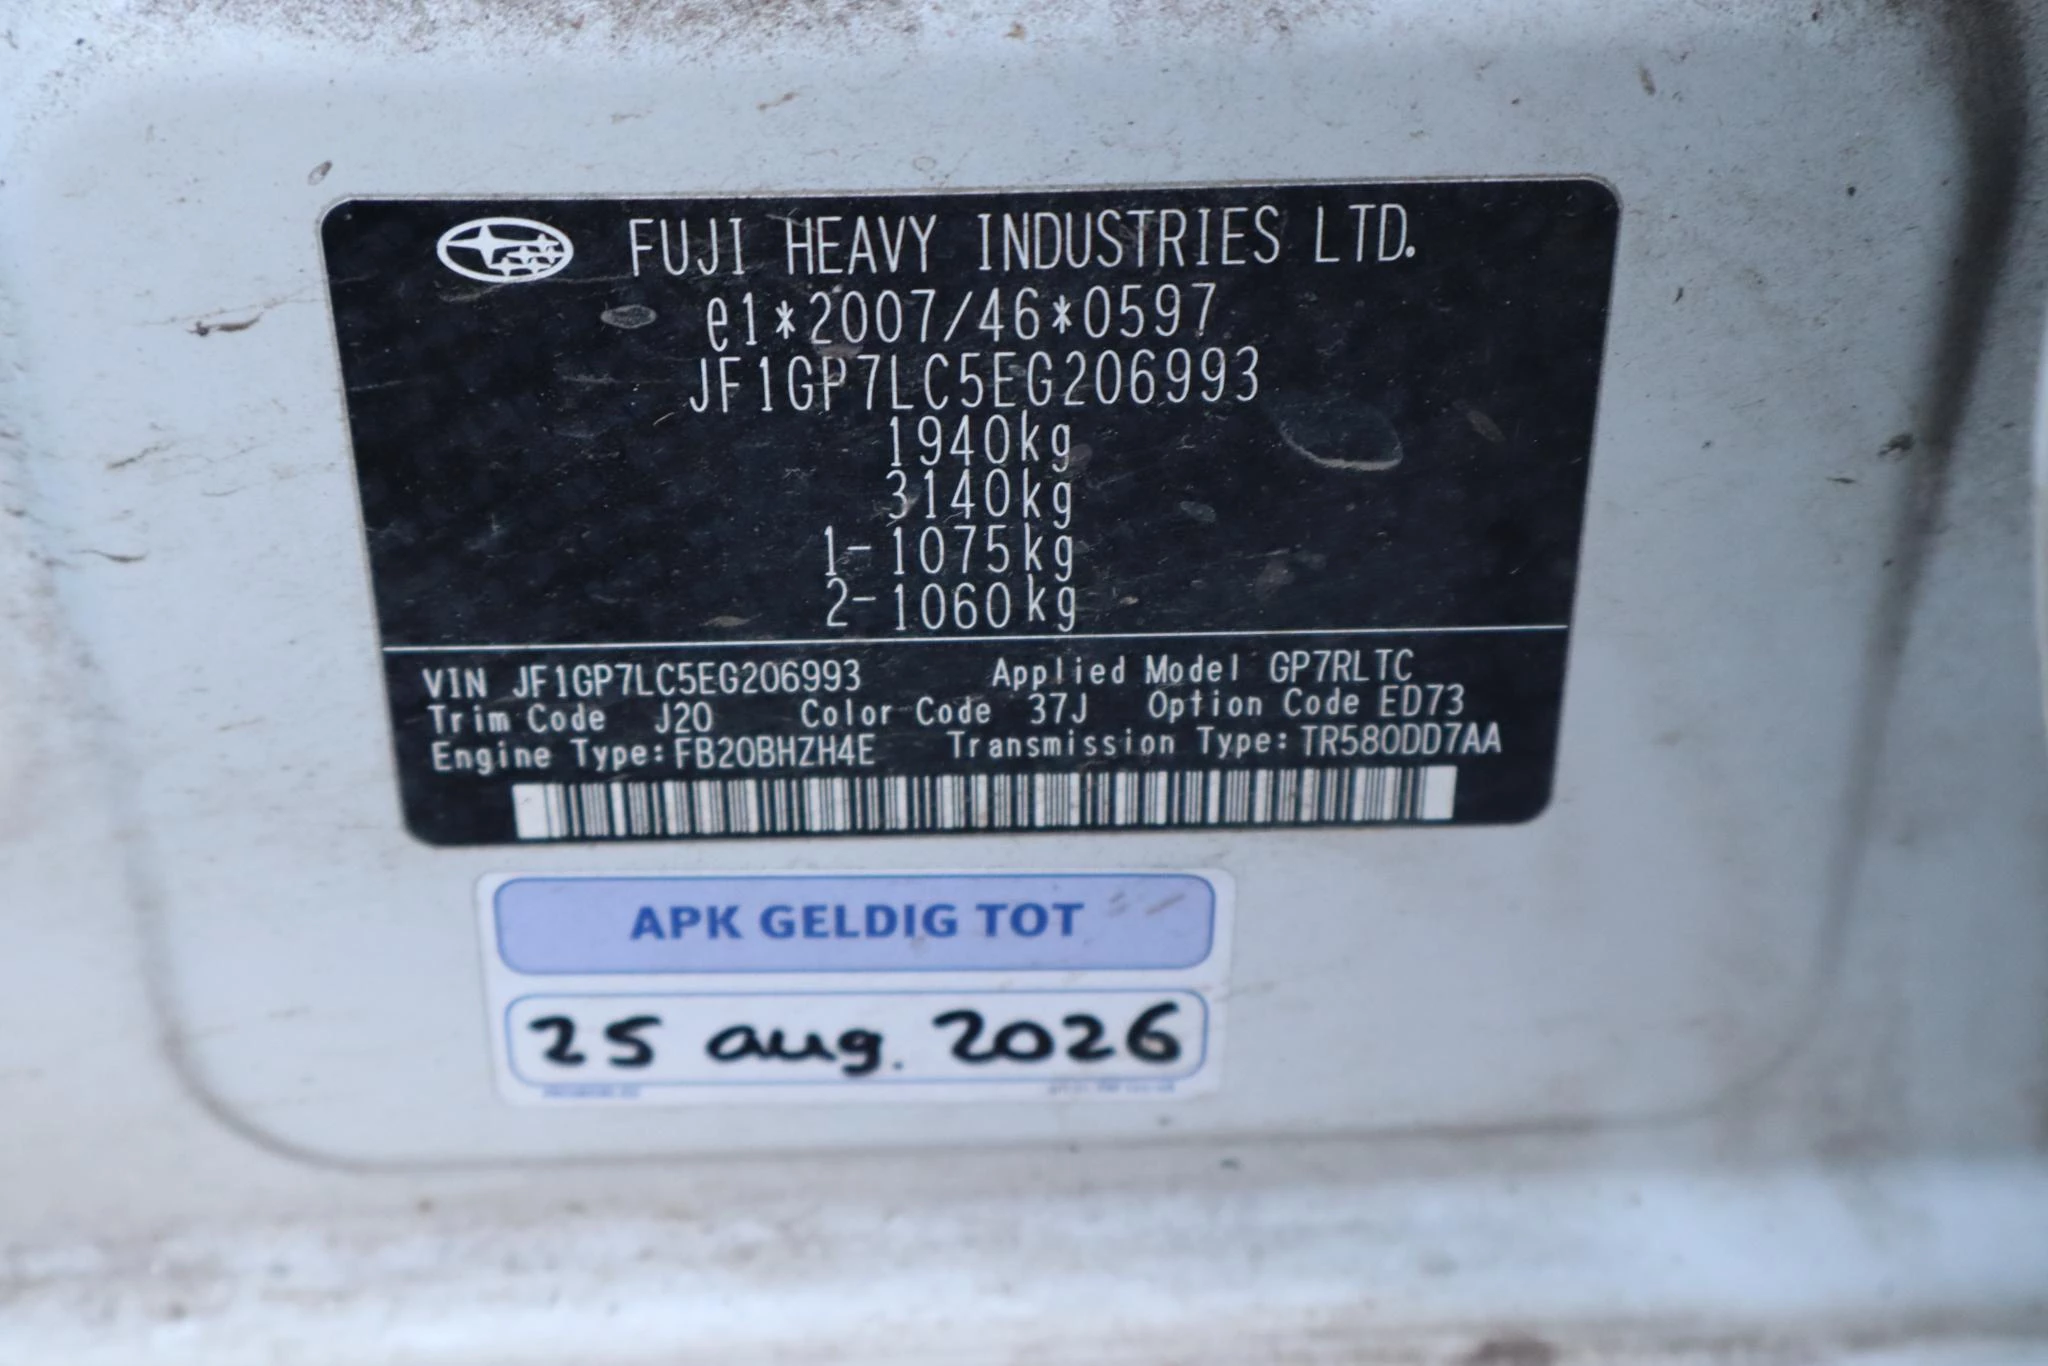 FUJI HEAVY INDUSTRIES LTD.
e1*2007/46*0597
JF1GP7LC5EG206993
1940kg
3140kg
1-1075kg
2-1060kg
VIN JF1GP7LC5EG206993 Applied Model GP7RLTC
Trim Code J20 Color Code 37J Option Code ED73
Engine Type:FB20BHZH4E Transmission Type:TR580DD7AA
APK GELDIG TOT
25 aug. 2026